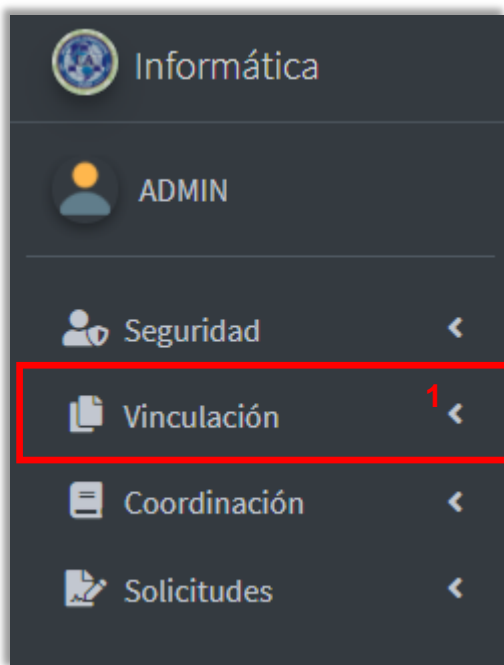 Informática
ADMIN
Seguridad
Vinculación 1
Coordinación
Solicitudes